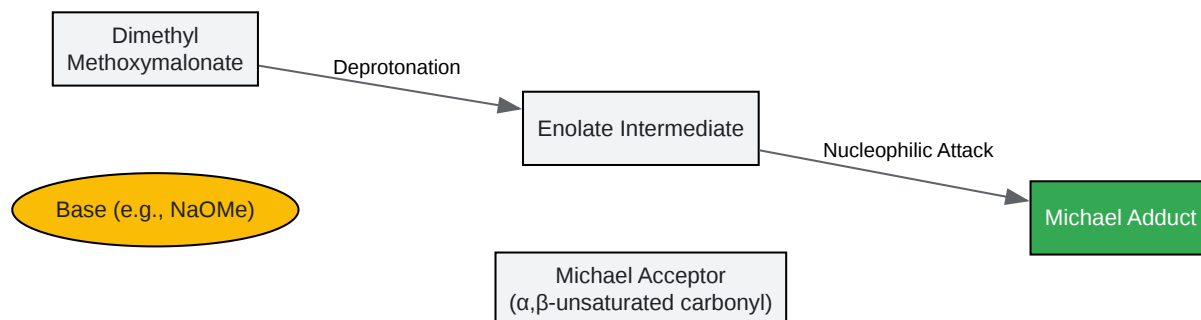 Dimethyl
Methoxymalonate
Deprotonation
Enolate Intermediate
Nucleophilic Attack
Base (e.g., NaOMe)
Michael Adduct
Michael Acceptor
(α,β-unsaturated carbonyl)